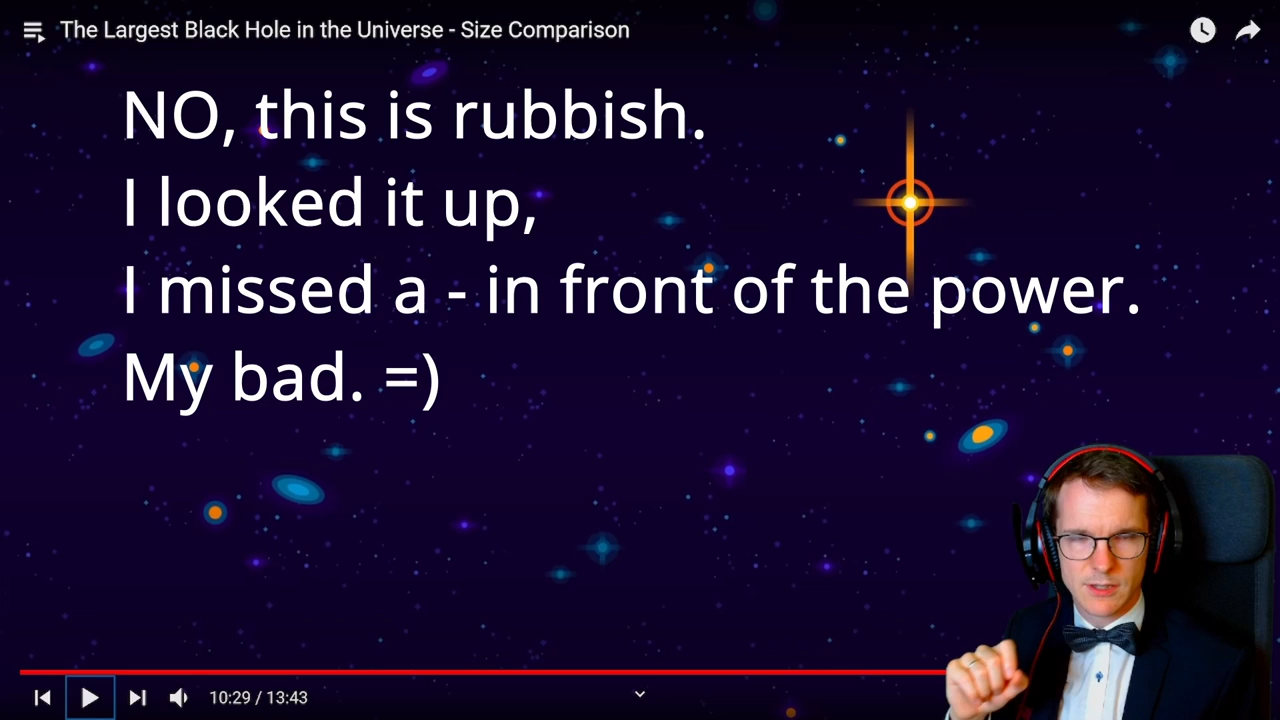 The Largest Black Hole in the Universe - Size Comparison
NO, this is rubbish.
I looked it up,
I missed a - in front of the power.
My bad. =)
10:29 / 13:43